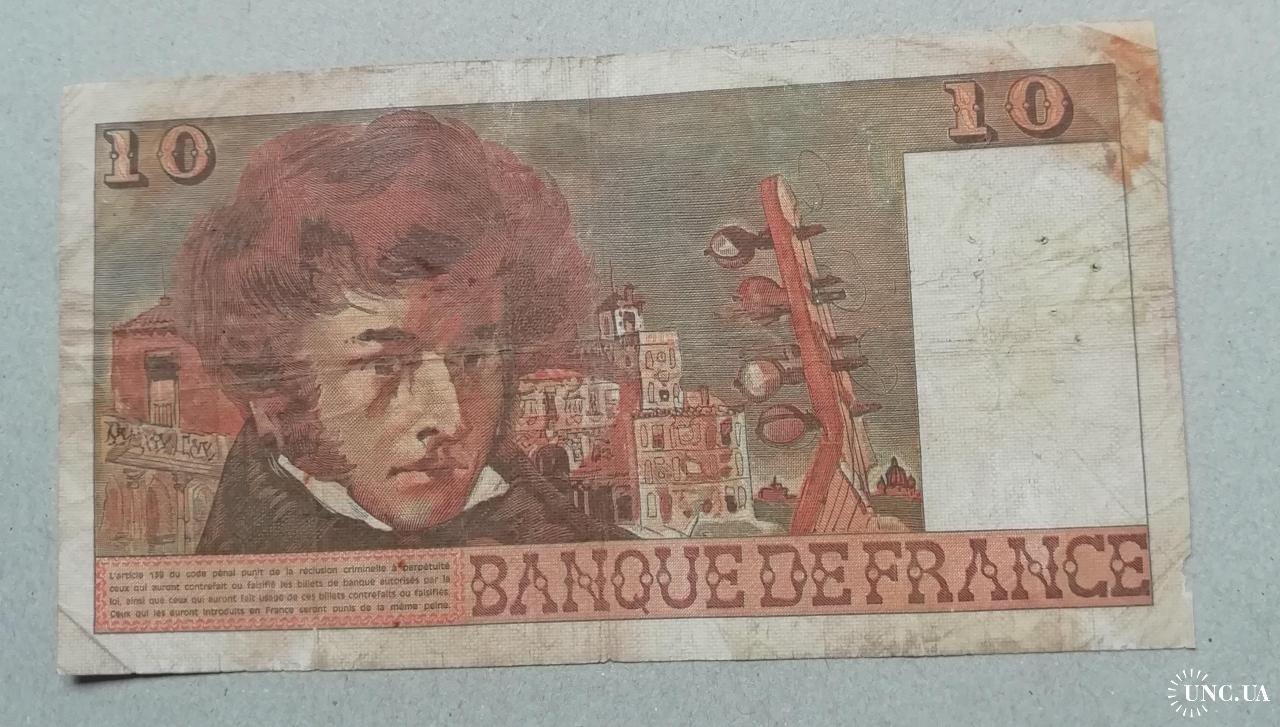 10
10
L'article 139 du code pénal punit de la réclusion criminelle à perpétuité
ceux qui auront contrefait ou falsifié les billets de banque autorisés par la
loi, ainsi que ceux qui auront fait usage de ces billets contrefaits ou falsifiés.
Ceux qui les auront introduits en France seront punis de la même peine.
BANQUE DE FRANCE
UNC.UA